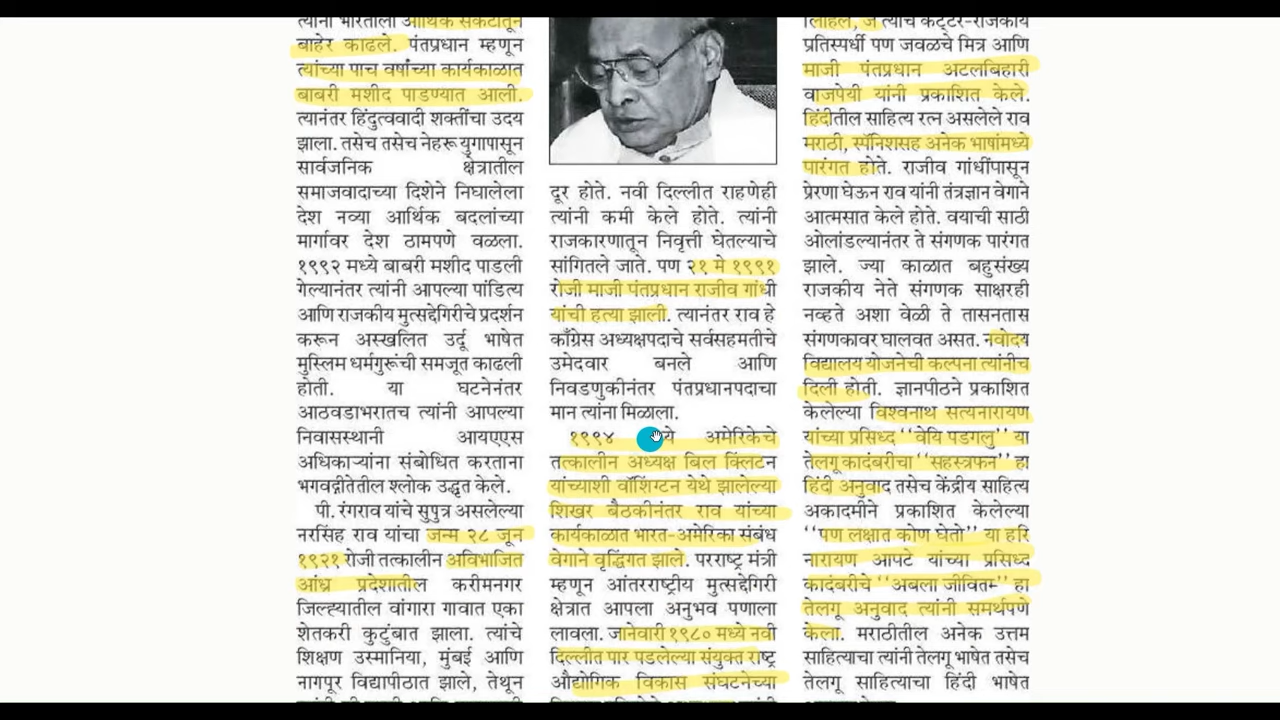 त्यांनी भारताला आर्थिक संकटातून
बाहेर काढले. पंतप्रधान म्हणून
त्यांच्या पाच वर्षांच्या कार्यकाळात
बाबरी मशीद पाडण्यात आली.
त्यानंतर हिंदुत्ववादी शक्तींचा उदय
झाला. तसेच तसेच नेहरू युगापासून
सार्वजनिक क्षेत्रातील
समाजवादाच्या दिशेने निघालेला
देश नव्या आर्थिक बदलांच्या
मार्गावर देश ठामपणे वळला.
१९९२ मध्ये बाबरी मशीद पाडली
गेल्यानंतर त्यांनी आपल्या पांडित्य
आणि राजकीय मुत्सद्देगिरीचे प्रदर्शन
करून अस्खलित उर्दू भाषेत
मुस्लिम धर्मगुरूंची समजूत काढली
होती. या घटनेनंतर
आठवडाभरातच त्यांनी आपल्या
निवासस्थानी आयएएस
अधिकाऱ्यांना संबोधित करताना
भगवद्गीतेतील श्लोक उद्धृत केले.
पी. रंगराव यांचे सुपुत्र असलेल्या
नरसिंह राव यांचा जन्म २८ जून
१९२१ रोजी तत्कालीन अविभाजित
आंध्र प्रदेशातील करीमनगर
जिल्ह्यातील वांगारा गावात एका
शेतकरी कुटुंबात झाला. त्यांचे
शिक्षण उस्मानिया, मुंबई आणि
नागपूर विद्यापीठात झाले, तेथून
दूर होते. नवी दिल्लीत राहणेही
त्यांनी कमी केले होते. त्यांनी
राजकारणातून निवृत्ती घेतल्याचे
सांगितले जाते. पण २१ मे १९९१
रोजी माजी पंतप्रधान राजीव गांधी
यांची हत्या झाली. त्यानंतर राव हे
काँग्रेस अध्यक्षपदाचे सर्वसहमतीचे
उमेदवार बनले आणि
निवडणुकीनंतर पंतप्रधानपदाचा
मान त्यांना मिळाला.
१९९४ अमेरिकेचे
तत्कालीन अध्यक्ष बिल क्लिंटन
यांच्याशी वॉशिंग्टन येथे झालेल्या
शिखर बैठकीनंतर राव यांच्या
कार्यकाळात भारत-अमेरिका संबंध
वेगाने वृद्धिंगत झाले. परराष्ट्र मंत्री
म्हणून आंतरराष्ट्रीय मुत्सद्देगिरी
क्षेत्रात आपला अनुभव पणाला
लावला. जानेवारी १९८० मध्ये नवी
दिल्लीत पार पडलेल्या संयुक्त राष्ट्र
औद्योगिक विकास संघटनेच्या
लिहिले, जे त्यांचे कट्टर-राजकीय
प्रतिस्पर्धी पण जवळचे मित्र आणि
माजी पंतप्रधान अटलबिहारी
वाजपेयी यांनी प्रकाशित केले.
हिंदीतील साहित्य रत्न असलेले राव
मराठी, स्पॅनिशसह अनेक भाषांमध्ये
पारंगत होते. राजीव गांधींपासून
प्रेरणा घेऊन राव यांनी तंत्रज्ञान वेगाने
आत्मसात केले होते. वयाची साठी
ओलांडल्यानंतर ते संगणक पारंगत
झाले. ज्या काळात बहुसंख्य
राजकीय नेते संगणक साक्षरही
नव्हते अशा वेळी ते तासनतास
संगणकावर घालवत असत. नवोदय
विद्यालय योजनेची कल्पना त्यांनीच
दिली होती. ज्ञानपीठने प्रकाशित
केलेल्या विश्वनाथ सत्यनारायण
यांच्या प्रसिध्द ''वेयि पडगलु'' या
तेलगू कादंबरीचा ''सहस्त्रफन'' हा
हिंदी अनुवाद तसेच केंद्रीय साहित्य
अकादमीने प्रकाशित केलेल्या
''पण लक्षात कोण घेतो'' या हरि
नारायण आपटे यांच्या प्रसिध्द
कादंबरीचे ''अबला जीवितम'' हा
तेलगू अनुवाद त्यांनी समर्थपणे
केला. मराठीतील अनेक उत्तम
साहित्याचा त्यांनी तेलगू भाषेत तसेच
तेलगू साहित्याचा हिंदी भाषेत